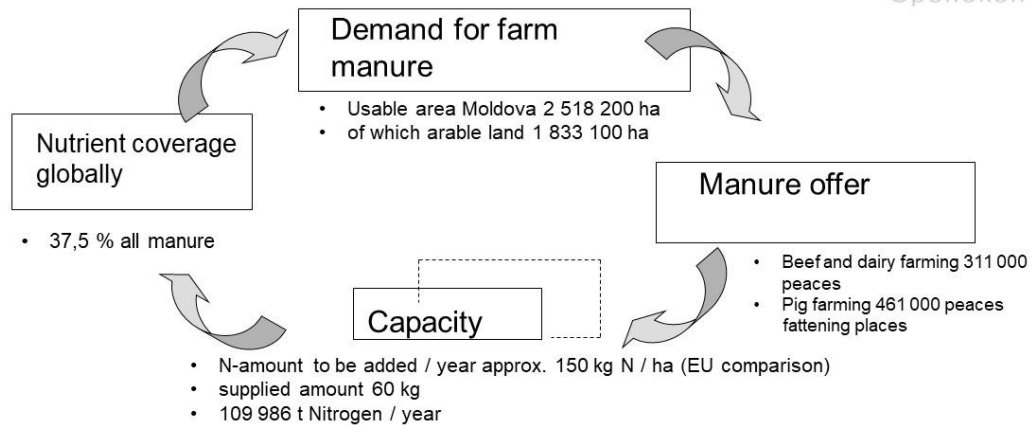 Demand for farm
manure
• Usable area Moldova 2 518 200 ha
• of which arable land 1 833 100 ha
Nutrient coverage
globally
• 37,5 % all manure
Manure offer
• Beef and dairy farming 311 000
peaces
• Pig farming 461 000 peaces
fattening places
Capacity
• N-amount to be added / year approx. 150 kg N / ha (EU comparison)
• supplied amount 60 kg
• 109 986 t Nitrogen / year